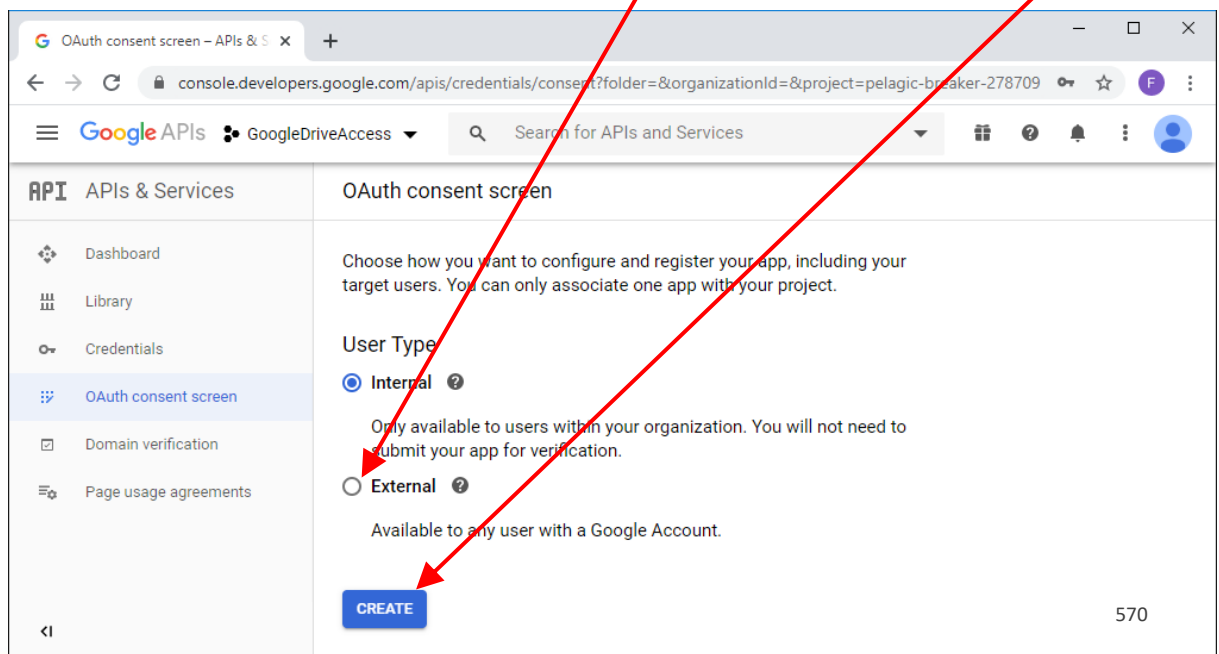 G OAuth consent screen – APIs & S × +
console.developers.google.com/apis/credentials/consent?folder=&organizationId=&project=pelagic-breaker-278709 F
Google APIs GoogleDriveAccess Search for APIs and Services
API APIs & Services
OAuth consent screen
Dashboard
Library
Credentials
OAuth consent screen
Domain verification
Page usage agreements
Choose how you want to configure and register your app, including your
target users. You can only associate one app with your project.
User Type
Internal
Only available to users within your organization. You will not need to
submit your app for verification.
External
Available to any user with a Google Account.
CREATE
570